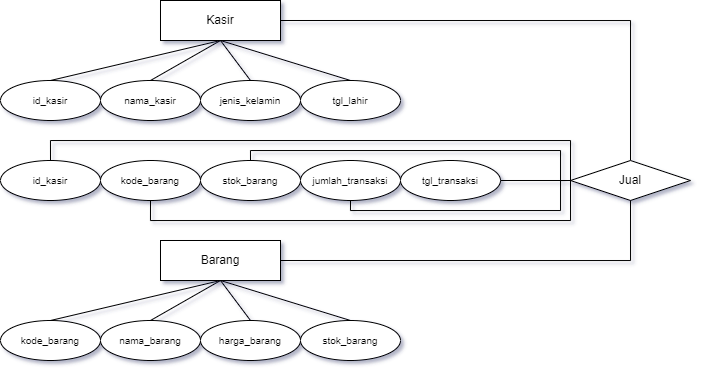 Kasir
id_kasir
nama_kasir
jenis_kelamin
tgl_lahir
id_kasir
kode_barang
stok_barang
jumlah_transaksi
tgl_transaksi
Jual
Barang
kode_barang
nama_barang
harga_barang
stok_barang